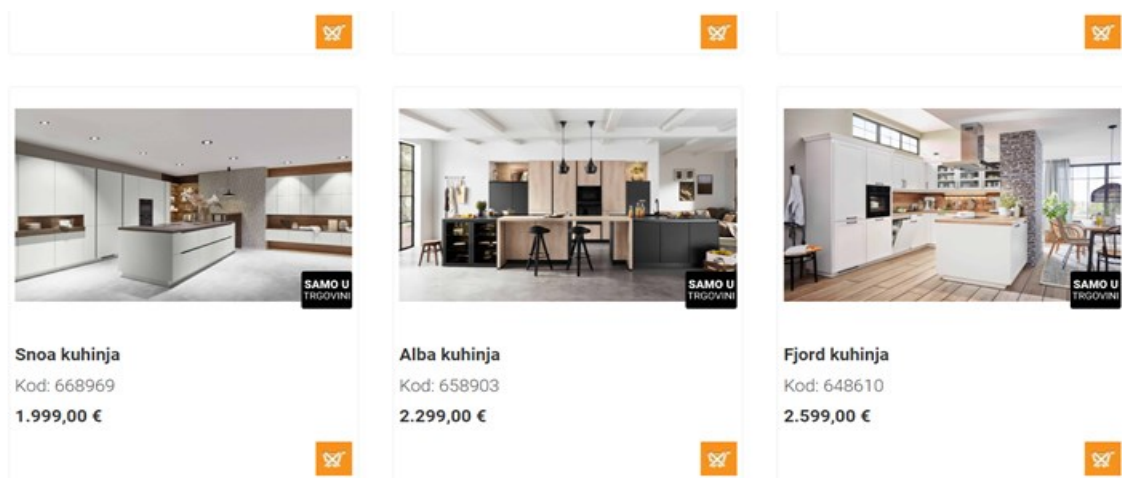 SAMO U
TRGOVINI
SAMO U
TRGOVINI
SAMO U
TRGOVINI
Snoa kuhinja
Kod: 668969
1.999,00 €
Alba kuhinja
Kod: 658903
2.299,00 €
Fjord kuhinja
Kod: 648610
2.599,00 €